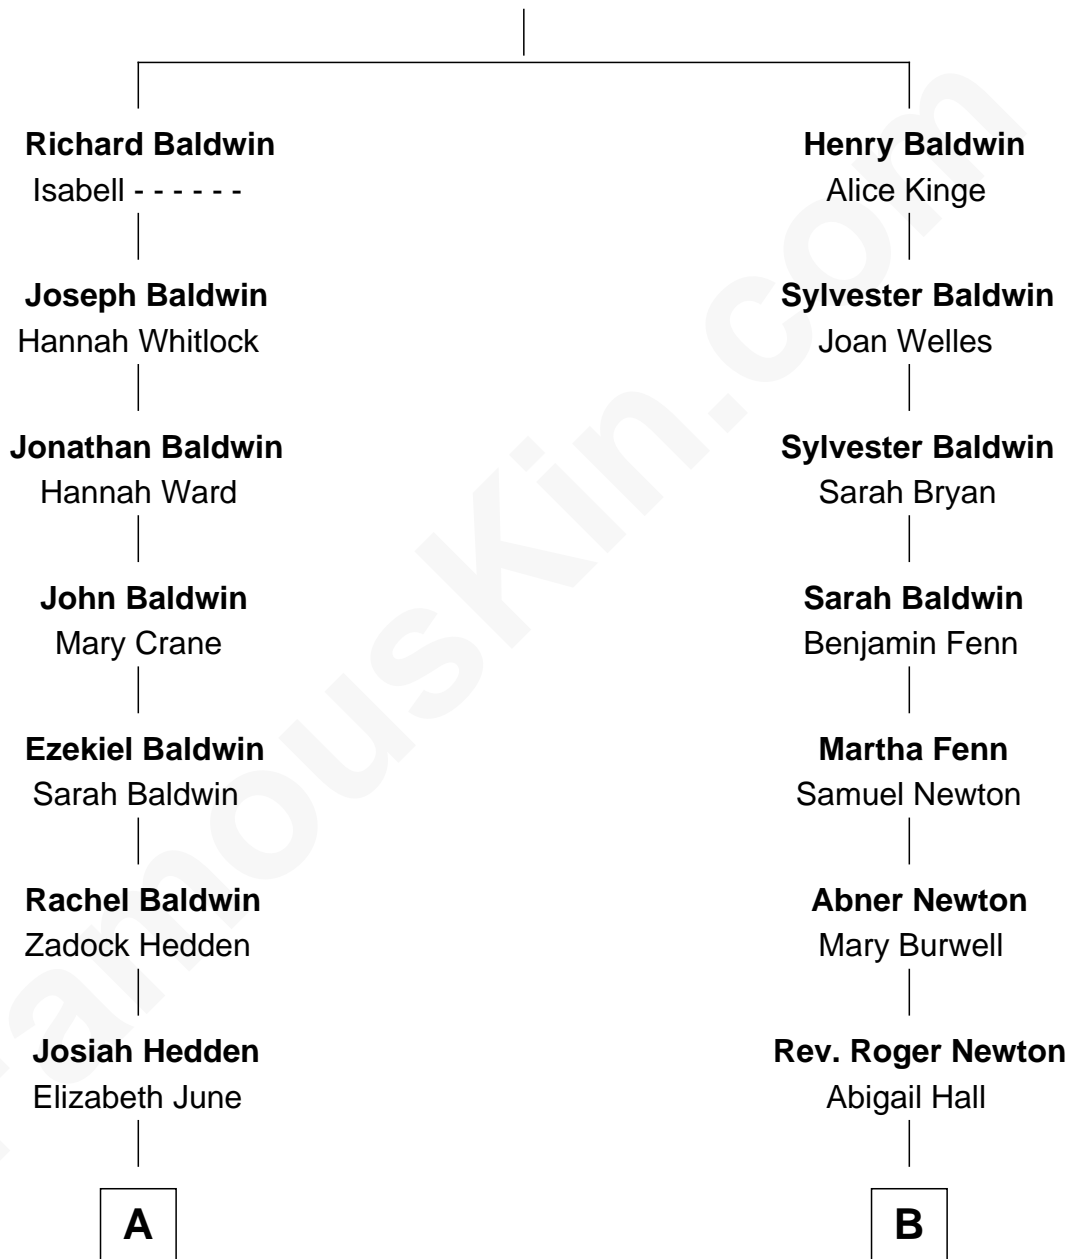 Richard Baldwin
Isabell - - - - - -
Joseph Baldwin
Hannah Whitlock
Jonathan Baldwin
Hannah Ward
John Baldwin
Mary Crane
Ezekiel Baldwin
Sarah Baldwin
Rachel Baldwin
Zadock Hedden
Josiah Hedden
Elizabeth June
A
Henry Baldwin
Alice Kinge
Sylvester Baldwin
Joan Welles
Sylvester Baldwin
Sarah Bryan
Sarah Baldwin
Benjamin Fenn
Martha Fenn
Samuel Newton
Abner Newton
Mary Burwell
Rev. Roger Newton
Abigail Hall
B
FamousKin.com